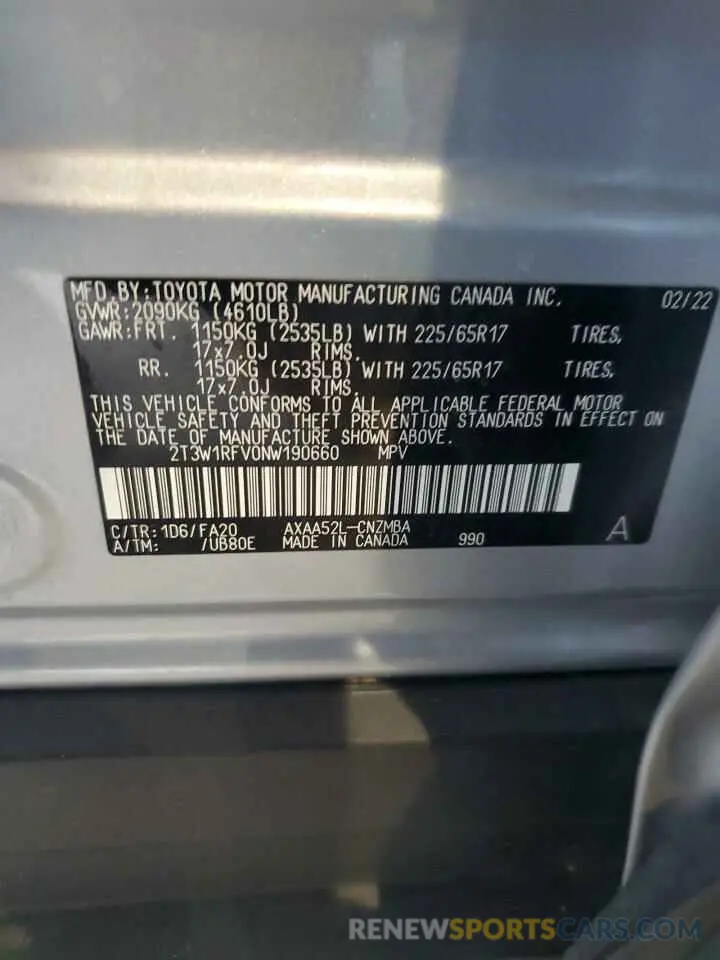 MFD. BY: TOYOTA MOTOR MANUFACTURING CANADA INC. 02/22
GVWR: 2090KG (4610LB)
GAWR: FRT. 1150KG (2535LB) WITH 225/65R17 TIRES,
17x7.0J RIMS.
RR. 1150KG (2535LB) WITH 225/65R17 TIRES,
17x7.0J RIMS.
THIS VEHICLE CONFORMS TO ALL APPLICABLE FEDERAL MOTOR
VEHICLE SAFETY AND THEFT PREVENTION STANDARDS IN EFFECT ON
THE DATE OF MANUFACTURE SHOWN ABOVE.
2T3W1RFV0NW190660 MPV
C/TR: 1D6/FA20 AXAA52L-CNZMBA
A/TM: /UB80E MADE IN CANADA 990 A
RENEWSPORTSCARS.COM